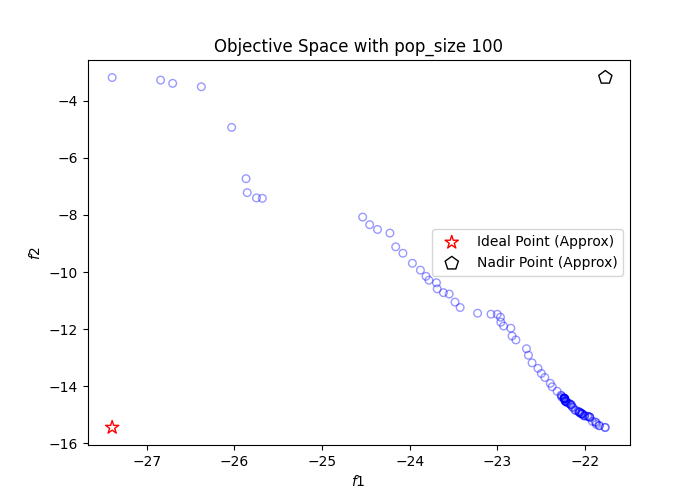 Objective Space with pop_size 100
f2
−4
−6
−8
−10
−12
−14
−16
Ideal Point (Approx)
Nadir Point (Approx)
−27
−26
−25
−24
−23
−22
f1